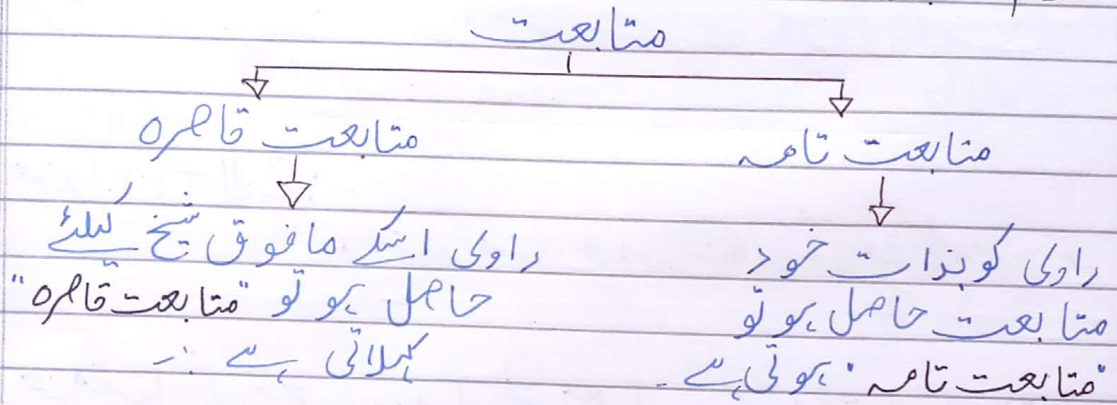 متابعت
متابعت تامہ
متابعت قاصرہ
راوی کو بذات خود
متابعت حاصل ہو تو
"متابعت تامہ" ہوتی ہے۔
راوی اسکے مافوق شیخ کیلئے
حاصل ہو تو "متابعت قاصرہ"
کہلاتی ہے :۔